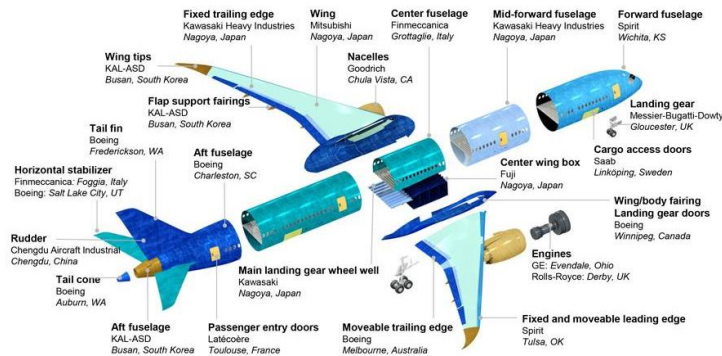 Fixed trailing edge
Kawasaki Heavy Industries
Nagoya, Japan
Wing
Mitsubishi
Nagoya, Japan
Center fuselage
Finmeccanica
Grottaglie, Italy
Mid-forward fuselage
Kawasaki Heavy Industries
Nagoya, Japan
Forward fuselage
Spirit
Wichita, KS
Wing tips
KAL-ASD
Busan, South Korea
Nacelles
Goodrich
Chula Vista, CA
Flap support fairings
KAL-ASD
Busan, South Korea
Landing gear
Messier-Bugatti-Dowty
Gloucester, UK
Tail fin
Boeing
Frederickson, WA
Aft fuselage
Boeing
Charleston, SC
Cargo access doors
Saab
Linköping, Sweden
Center wing box
Fuji
Nagoya, Japan
Horizontal stabilizer
Finmeccanica: Foggia, Italy
Boeing: Salt Lake City, UT
Wing/body fairing
Landing gear doors
Boeing
Winnipeg, Canada
Rudder
Chengdu Aircraft Industrial
Chengdu, China
Engines
GE: Evendale, Ohio
Rolls-Royce: Derby, UK
Main landing gear wheel well
Kawasaki
Nagoya, Japan
Tail cone
Boeing
Auburn, WA
Aft fuselage
KAL-ASD
Busan, South Korea
Passenger entry doors
Latécoère
Toulouse, France
Moveable trailing edge
Boeing
Melbourne, Australia
Fixed and moveable leading edge
Spirit
Tulsa, OK